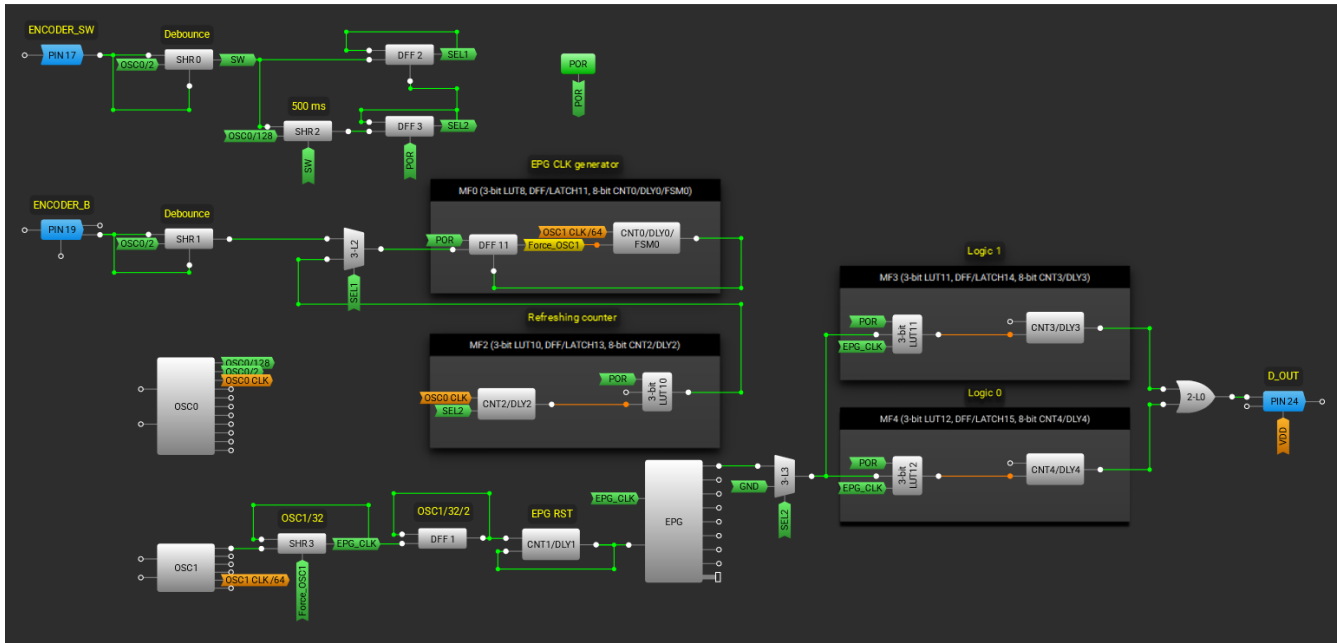 ENCODER_SW
PIN 17
Debounce
OSC0/2
SHR 0
SW
DFF 2
SEL1
POR
POR
500 ms
OSC0/128
SHR 2
SW
DFF 3
SEL2
POR
EPG CLK generator
MF0 (3-bit LUT8, DFF/LATCH11, 8-bit CNT0/DLY0/FSM0)
POR
DFF 11
OSC1 CLK /64
Force_OSC1
CNT0/DLY0/
FSM0
ENCODER_B
PIN 19
Debounce
OSC0/2
SHR 1
3-L2
SEL1
Refreshing counter
MF2 (3-bit LUT10, DFF/LATCH13, 8-bit CNT2/DLY2)
OSC0 CLK
SEL2
CNT2/DLY2
POR
3-bit
LUT10
Logic 1
MF3 (3-bit LUT11, DFF/LATCH14, 8-bit CNT3/DLY3)
POR
EPG_CLK
3-bit
LUT11
CNT3/DLY3
Logic 0
MF4 (3-bit LUT12, DFF/LATCH15, 8-bit CNT4/DLY4)
POR
EPG_CLK
3-bit
LUT12
CNT4/DLY4
2-L0
D_OUT
PIN 24
VDD
OSC0
OSC0/128
OSC0/2
OSC0 CLK
OSC1
OSC1 CLK /64
OSC1/32
SHR 3
EPG_CLK
Force_OSC1
OSC1/32/2
DFF 1
EPG RST
CNT1/DLY1
EPG_CLK
EPG
GND
3-L3
SEL2